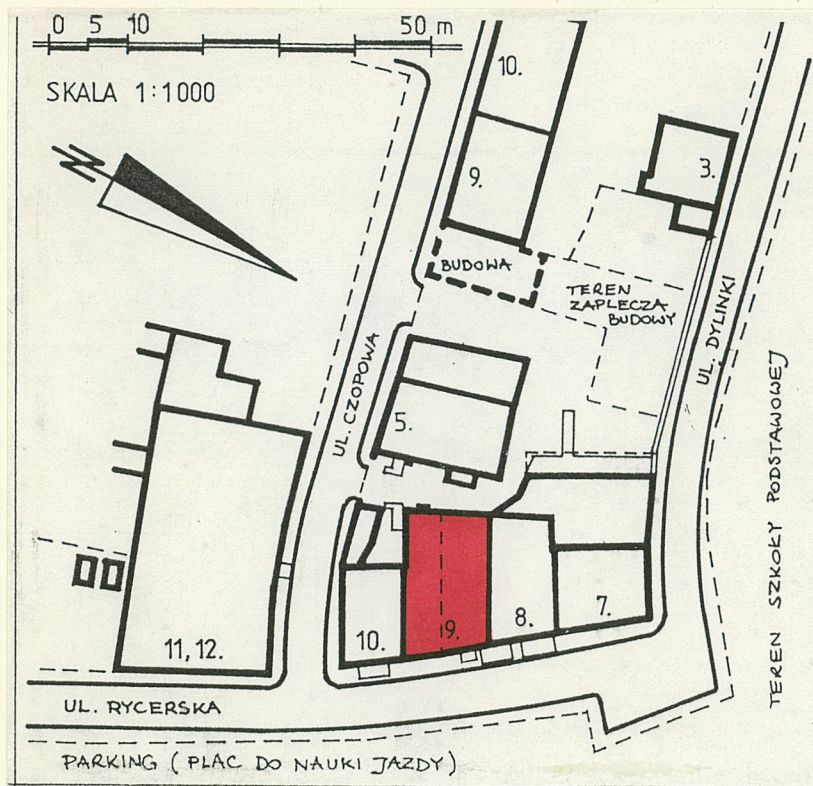 0 5 10 50 m
SKALA 1:1000
N
10.
9.
3.
BUDOWA
TEREN
ZAPLECZA
BUDOWY
UL. DYLINKI
UL. CZOPOWA
5.
TEREN SZKOŁY PODSTAWOWEJ
11, 12.
10.
9.
8.
7.
UL. RYCERSKA
PARKING (PLAC DO NAUKI JAZDY)